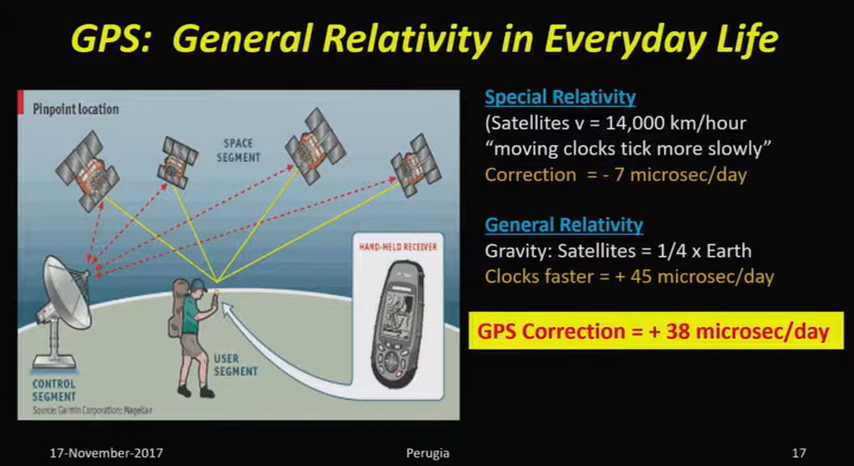 GPS: General Relativity in Everyday Life
Pinpoint location
SPACE
SEGMENT
HAND-HELD RECEIVER
USER
SEGMENT
CONTROL
SEGMENT
Source: Garmin Corporation; Magellan
Special Relativity
(Satellites v = 14,000 km/hour
“moving clocks tick more slowly”
Correction = - 7 microsec/day
General Relativity
Gravity: Satellites = 1/4 x Earth
Clocks faster = + 45 microsec/day
GPS Correction = + 38 microsec/day
17-November-2017
Perugia
17